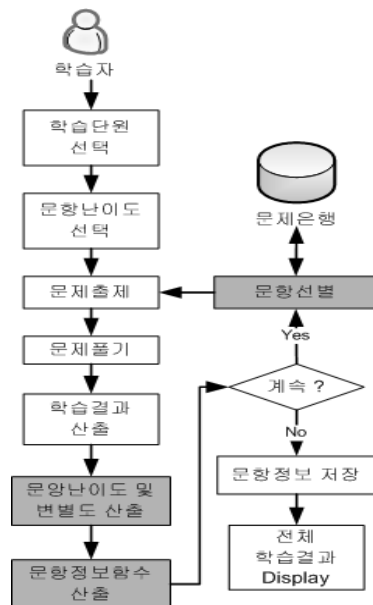 학습자
학습단원
선택
문항난이도
선택
문제출제
문제풀기
학습결과
산출
문앙난이도 및
변별도 산출
문항정보함수
산출
문제은행
문항선별
Yes
계속 ?
No
문항정보 저장
전체
학습결과
Display